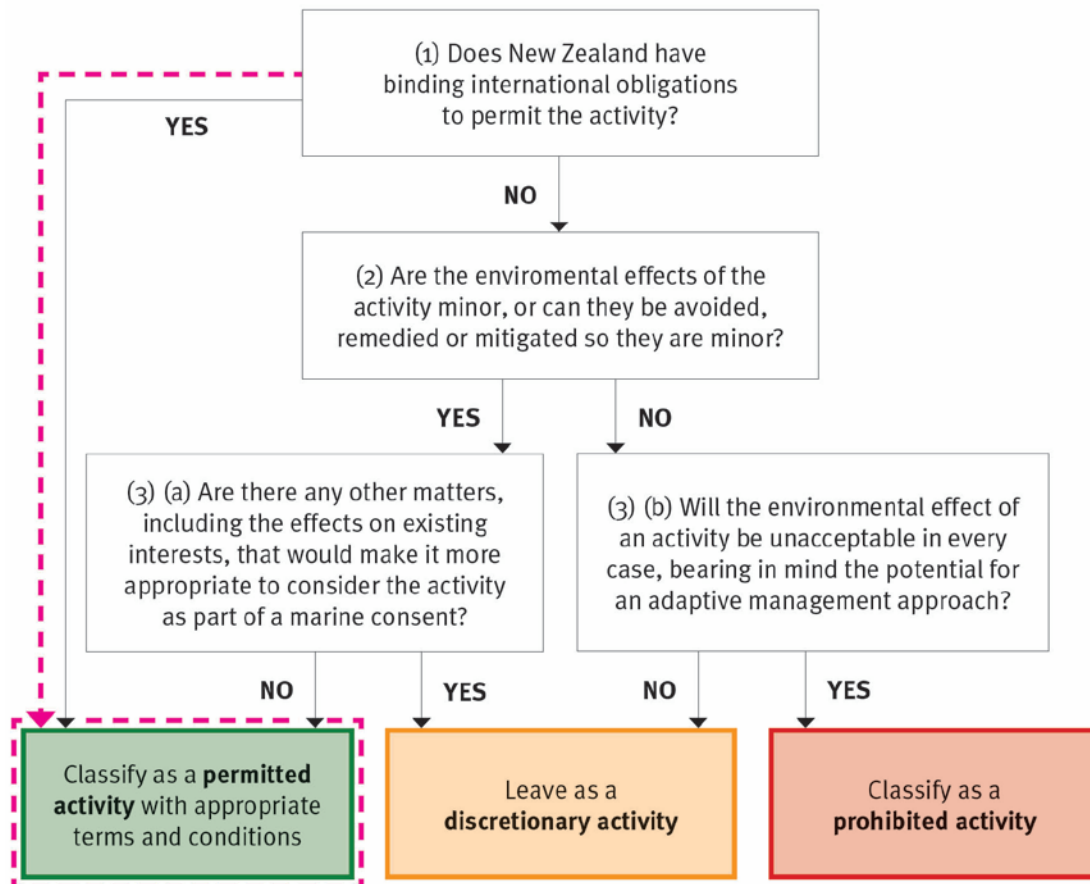 (1) Does New Zealand have
binding international obligations
to permit the activity?
YES
NO
(2) Are the enviromental effects of the
activity minor, or can they be avoided,
remedied or mitigated so they are minor?
YES
NO
(3) (a) Are there any other matters,
including the effects on existing
interests, that would make it more
appropriate to consider the activity
as part of a marine consent?
(3) (b) Will the environmental effect of
an activity be unacceptable in every
case, bearing in mind the potential for
an adaptive management approach?
NO
YES
NO
YES
Classify as a permitted
activity with appropriate
terms and conditions
Leave as a
discretionary activity
Classify as a
prohibited activity